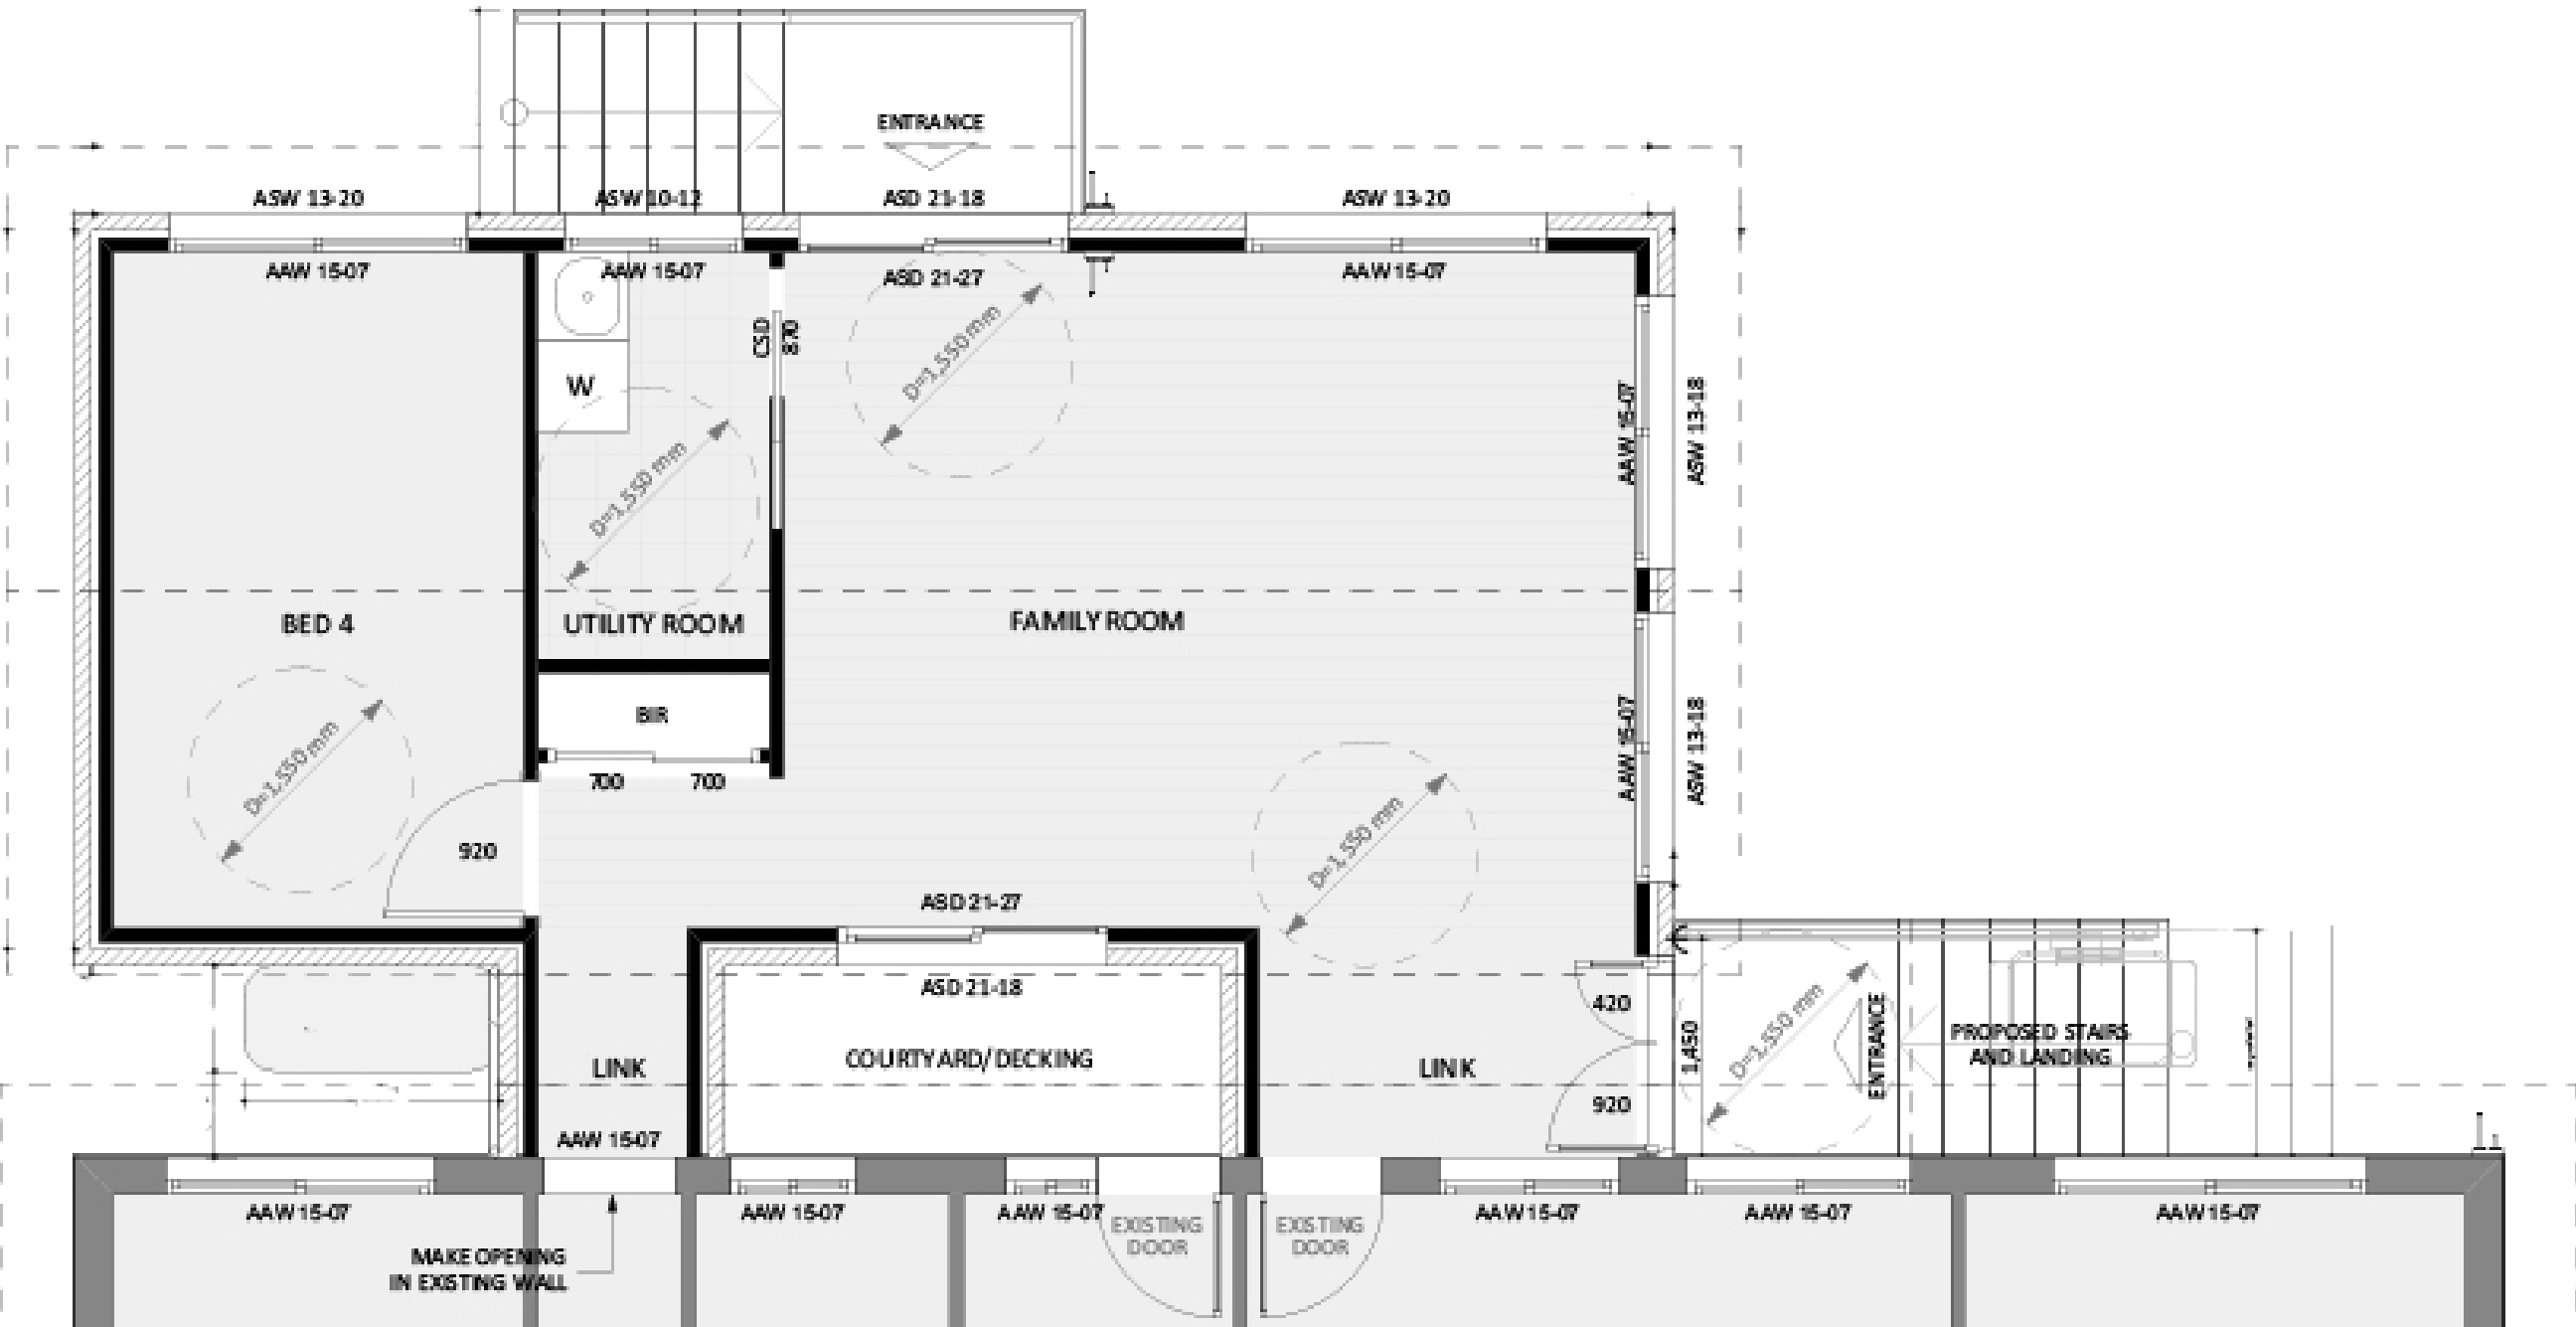 ENTRANCE
ASW 13-20
ASW 10-12
ASD 21-18
ASW 13-20
AAW 15-07
AAW 15-07
ASD 21-27
AAW 15-07
CSD
870
D=1,550 mm
W
D=1,550 mm
AAW 15-07
ASW 13-18
BED 4
UTILITY ROOM
FAMILY ROOM
BIR
700
700
D=1,550 mm
920
D=1,550 mm
AAW 15-07
ASW 13-18
ASD 21-27
ASD 21-18
COURTYARD/DECKING
LINK
LINK
420
920
1,450
D=1,550 mm
ENTRANCE
PROPOSED STAIRS
AND LANDING
AAW 15-07
AAW 15-07
AAW 15-07
AAW 15-07
EXISTING
DOOR
EXISTING
DOOR
AAW 15-07
AAW 15-07
AAW 15-07
MAKE OPENING
IN EXISTING WALL